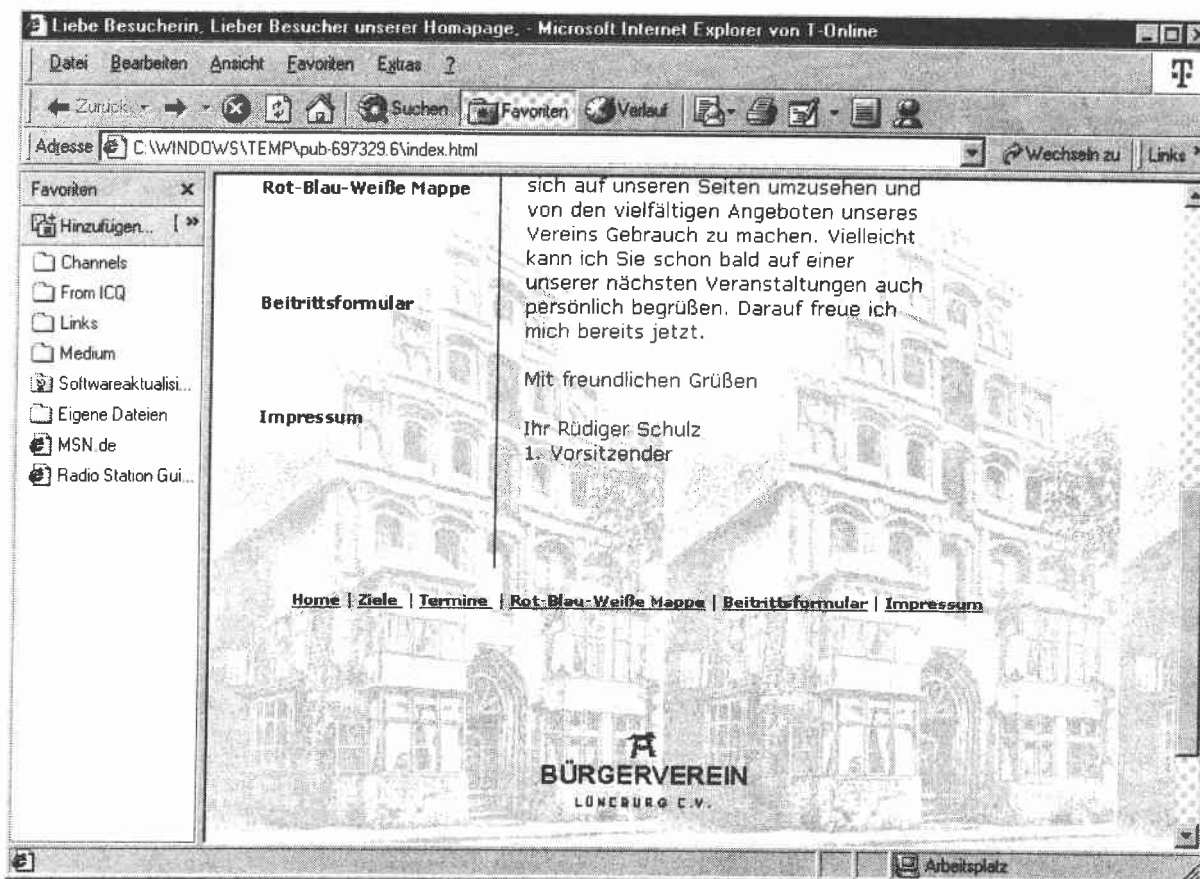 Liebe Besucherin, Lieber Besucher unserer Homapage, - Microsoft Internet Explorer von T-Online
Datei Bearbeiten Ansicht Favoriten Extras ?
Zurück Suchen Favoriten Verlauf
Adresse C:\WINDOWS\TEMP\pub-697329.6\index.html Wechseln zu Links »
Favoriten
Hinzufügen... [ »
Channels
From ICQ
Links
Medium
Softwareaktualisi...
Eigene Dateien
MSN.de
Radio Station Gui...
Rot-Blau-Weiße Mappe
Beitrittsformular
Impressum
sich auf unseren Seiten umzusehen und
von den vielfältigen Angeboten unseres
Vereins Gebrauch zu machen. Vielleicht
kann ich Sie schon bald auf einer
unserer nächsten Veranstaltungen auch
persönlich begrüßen. Darauf freue ich
mich bereits jetzt.
Mit freundlichen Grüßen
Ihr Rüdiger Schulz
1. Vorsitzender
Home | Ziele | Termine | Rot-Blau-Weiße Mappe | Beitrittsformular | Impressum
BÜRGERVEREIN
LÜNEBURG E.V.
Arbeitsplatz